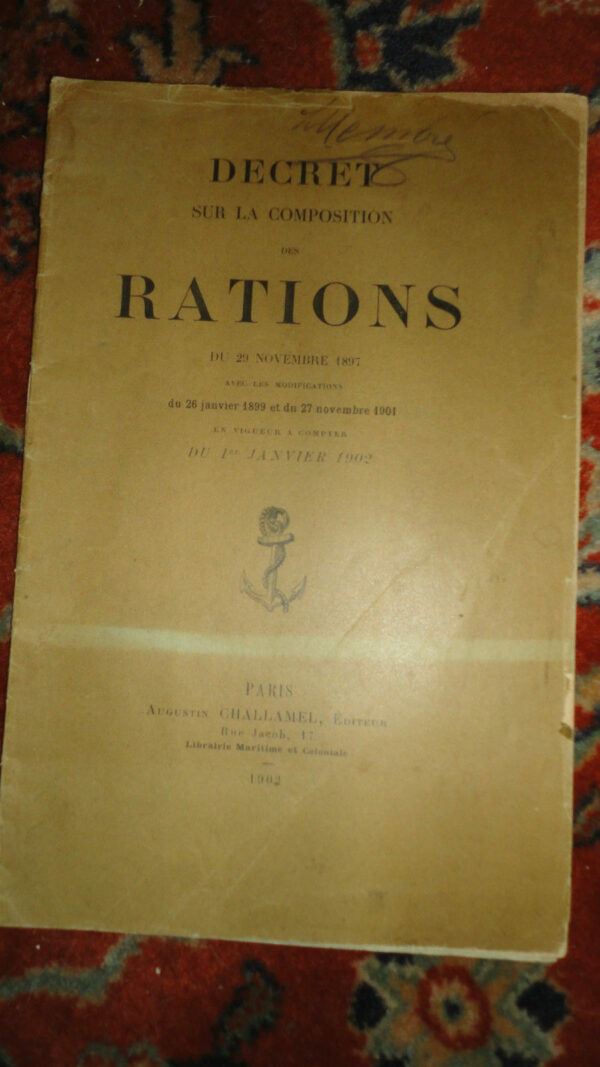 DECRET
SUR LA COMPOSITION
DES
RATIONS
DU 29 NOVEMBRE 1897
AVEC LES MODIFICATIONS
du 26 janvier 1899 et du 27 novembre 1901
EN VIGUEUR A COMPTER
DU 1er JANVIER 1902
PARIS
AUGUSTIN CHALLAMEL, ÉDITEUR
Rue Jacob, 17
Librairie Maritime et Coloniale
1902